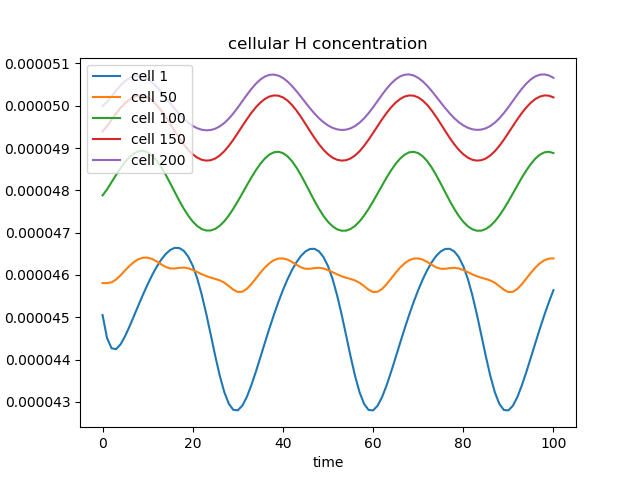 cellular H concentration
0.000051
0.000050
0.000049
0.000048
0.000047
0.000046
0.000045
0.000044
0.000043
cell 1
cell 50
cell 100
cell 150
cell 200
0 20 40 60 80 100
time